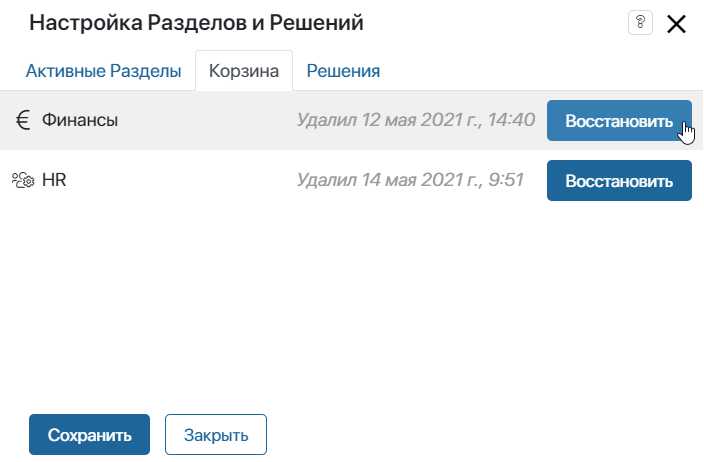 Настройка Разделов и Решений
?
Активные Разделы Корзина Решения
Финансы Удалил 12 мая 2021 г., 14:40 Восстановить
HR Удалил 14 мая 2021 г., 9:51 Восстановить
Сохранить Закрыть